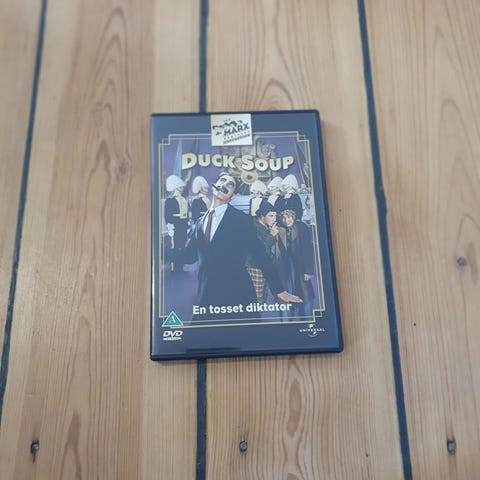 MARX
DUCK SOUP
En tosset diktator
A
DVD
UNIVERSAL